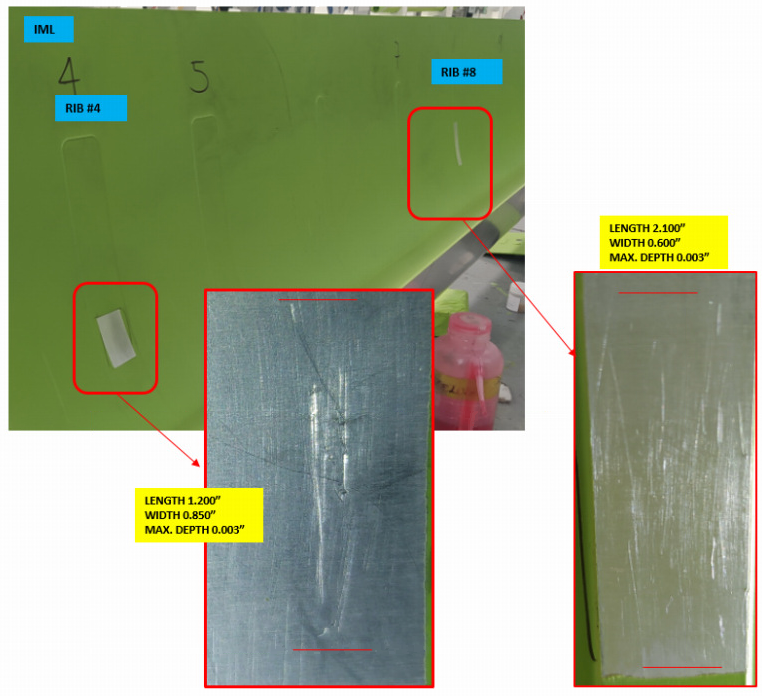 IML
4
5
7
RIB #4
RIB #8
LENGTH 2.100”
WIDTH 0.600”
MAX. DEPTH 0.003”
LENGTH 1.200”
WIDTH 0.850”
MAX. DEPTH 0.003”